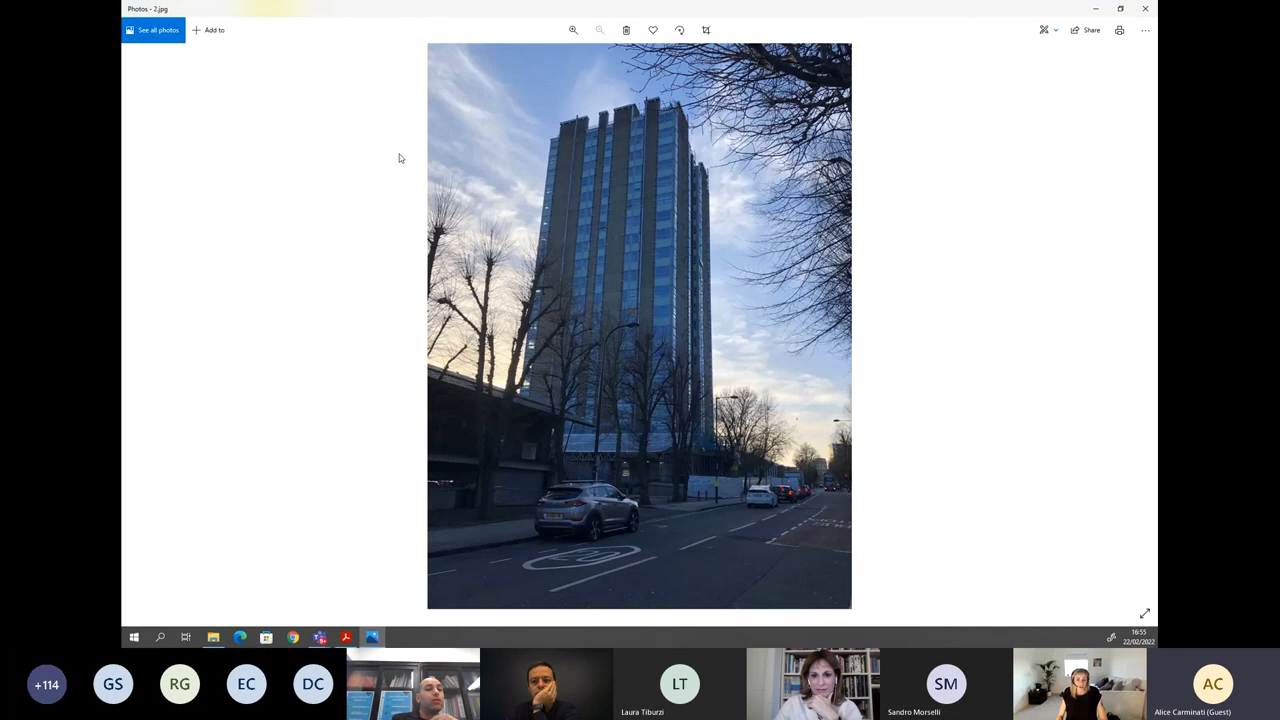 Photos - 2.jpg
See all photos
Add to
Share
20
16:55
22/02/2022
+114
GS
RG
EC
DC
LT
Laura Tiburzi
SM
Sandro Morselli
AC
Alice Carminati (Guest)